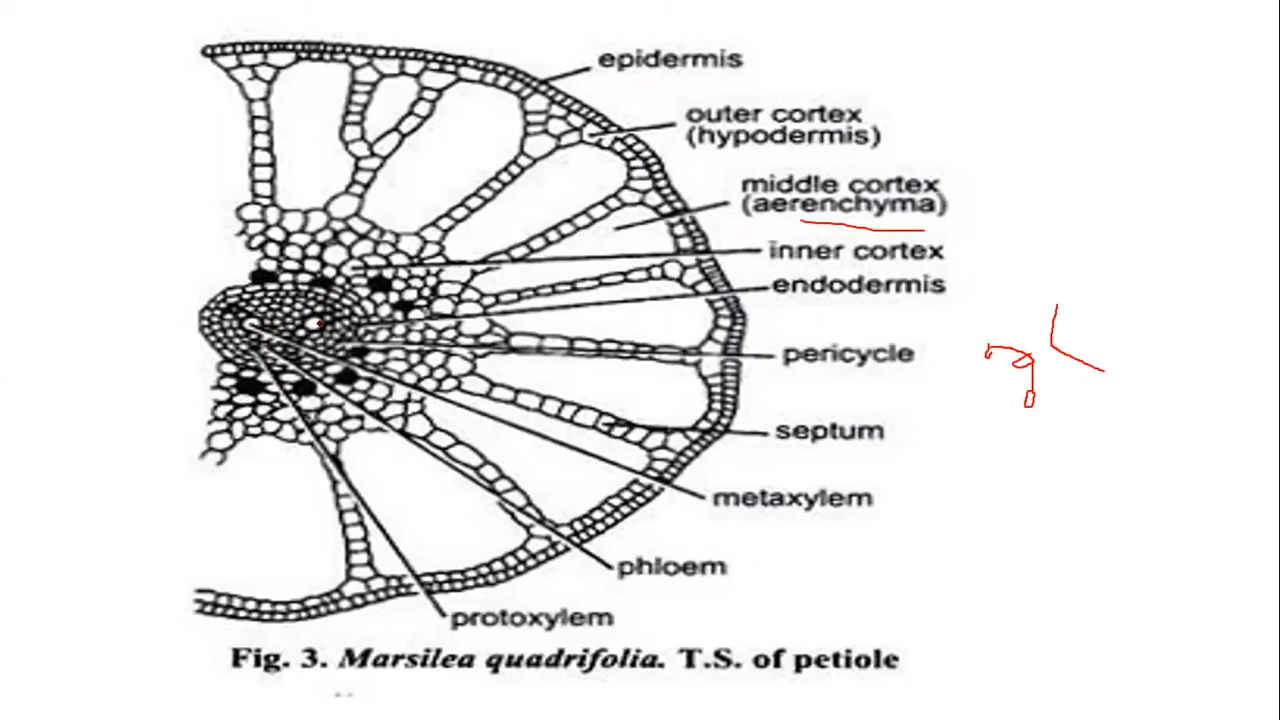 epidermis
outer cortex
(hypodermis)
middle cortex
(aerenchyma)
inner cortex
endodermis
pericycle
septum
metaxylem
phloem
protoxylem
Fig. 3. Marsilea quadrifolia. T.S. of petiole